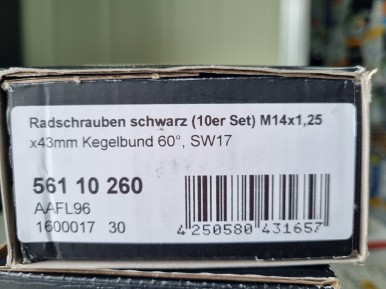 Radschrauben schwarz (10er Set) M14x1,25
x43mm Kegelbund 60°, SW17
561 10 260
AAFL96
1600017 30
4 250580 431657